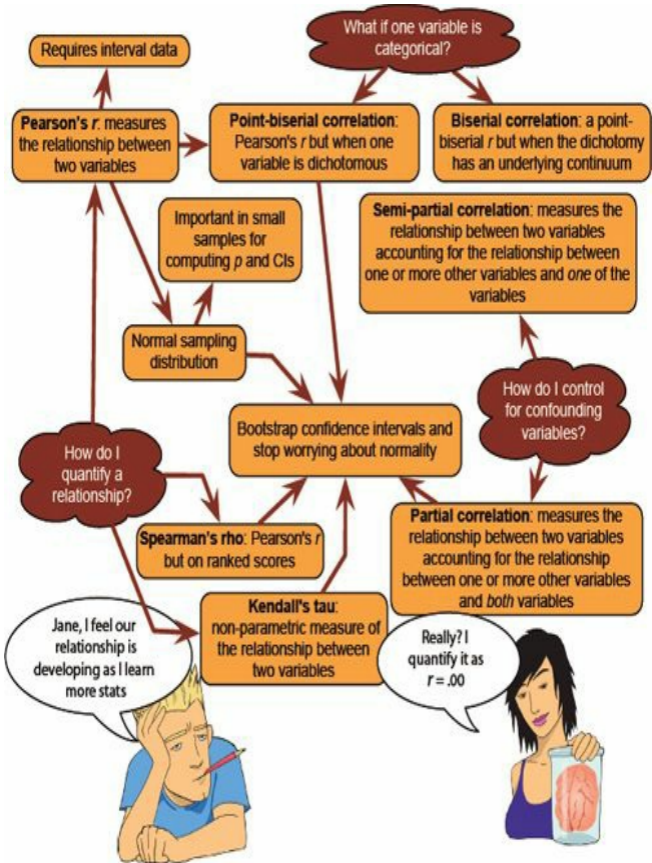 What if one variable is
categorical?
Requires interval data
Pearson's r: measures
the relationship between
two variables
Point-biserial correlation:
Pearson's r but when one
variable is dichotomous
Biserial correlation: a point-
biserial r but when the dichotomy
has an underlying continuum
Important in small
samples for
computing p and CIs
Semi-partial correlation: measures the
relationship between two variables
accounting for the relationship between
one or more other variables and one of the
variables
Normal sampling
distribution
How do I control
for confounding
variables?
Bootstrap confidence intervals and
stop worrying about normality
How do I
quantify a
relationship?
Spearman's rho: Pearson's r
but on ranked scores
Partial correlation: measures the
relationship between two variables
accounting for the relationship
between one or more other variables
and both variables
Kendall's tau:
non-parametric measure of
the relationship between
two variables
Jane, I feel our
relationship is
developing as I learn
more stats
Really? I
quantify it as
r = .00